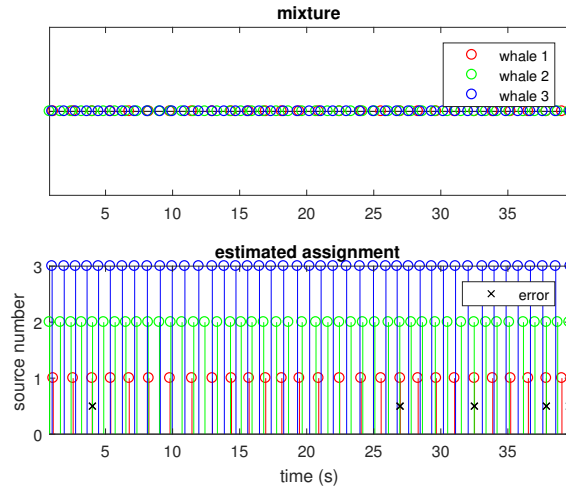 mixture
whale 1
whale 2
whale 3
5 10 15 20 25 30 35
estimated assignment
3
error
2
source number
1
0
5 10 15 20 25 30 35
time (s)